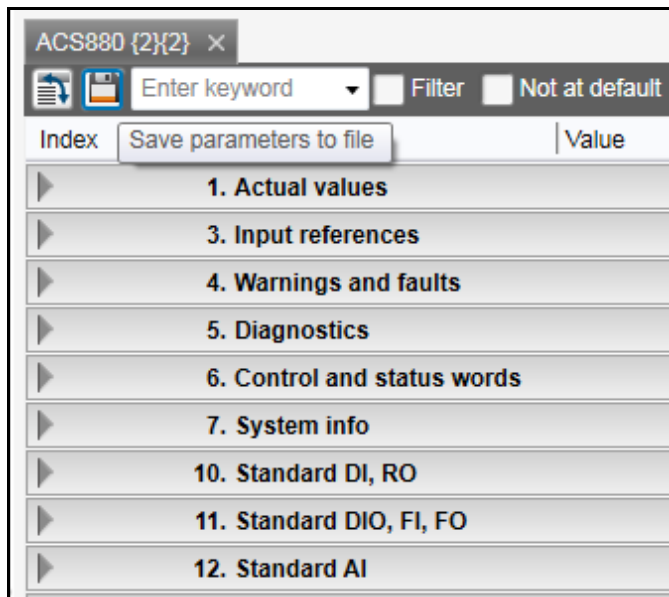 ACS880 {2}{2} ×
Enter keyword Filter Not at default
Index Save parameters to file Value
1. Actual values
3. Input references
4. Warnings and faults
5. Diagnostics
6. Control and status words
7. System info
10. Standard DI, RO
11. Standard DIO, FI, FO
12. Standard AI